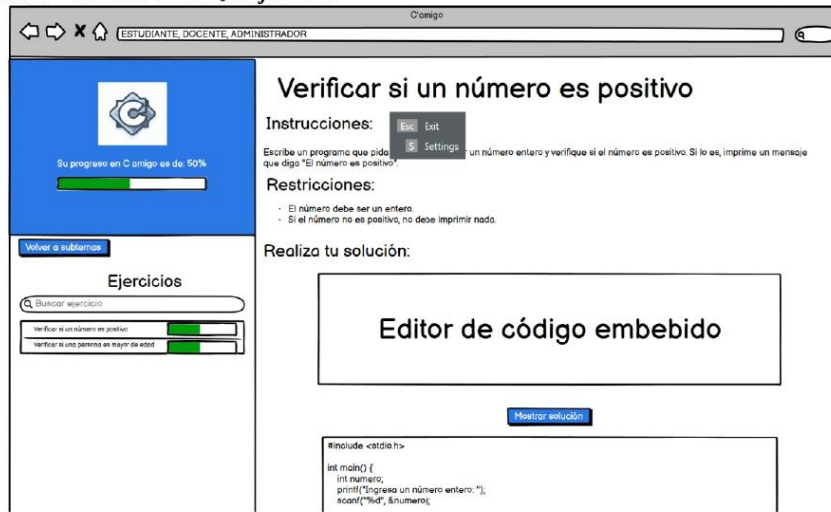 C'amigo
ESTUDIANTE, DOCENTE, ADMINISTRADOR
C
Su progreso en C amigo es de: 50%
Volver a subtemas
Ejercicios
Buscar ejercicio
Verificar si un número es positivo
Verificar si una persona es mayor de edad
Verificar si un número es positivo
Instrucciones:
Esc Exit
S Settings
Escribe un programa que pida un número entero y verifique si el número es positivo. Si lo es, imprime un mensaje
que diga "El número es positivo".
Restricciones:
- El número debe ser un entero.
- Si el número no es positivo, no debe imprimir nada.
Realiza tu solución:
Editor de código embebido
Mostrar solución
#include <stdio.h>
int main() {
int numero;
printf("Ingresa un número entero: ");
scanf("%d", &numero);